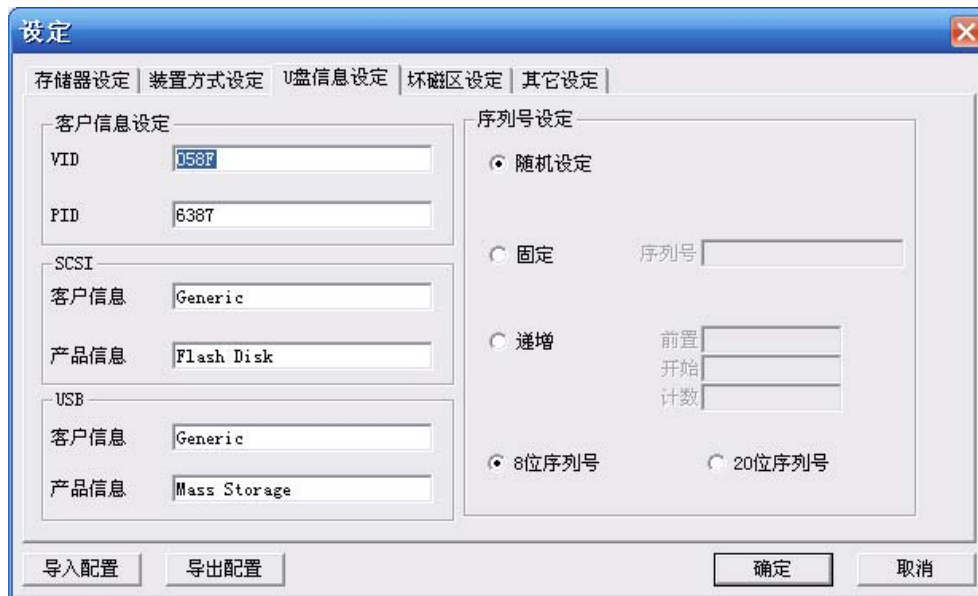 设定
存储器设定 装置方式设定 U盘信息设定 坏磁区设定 其它设定
客户信息设定
VID 058F
PID 6387
SCSI
客户信息 Generic
产品信息 Flash Disk
USB
客户信息 Generic
产品信息 Mass Storage
序列号设定
随机设定
固定 序列号
递增 前置
开始
计数
8位序列号 20位序列号
导入配置 导出配置 确定 取消